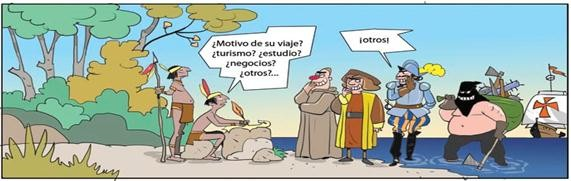 ¿Motivo de su viaje?
¿turismo? ¿estudio?
¿negocios?
¿otros?...
¡otros!